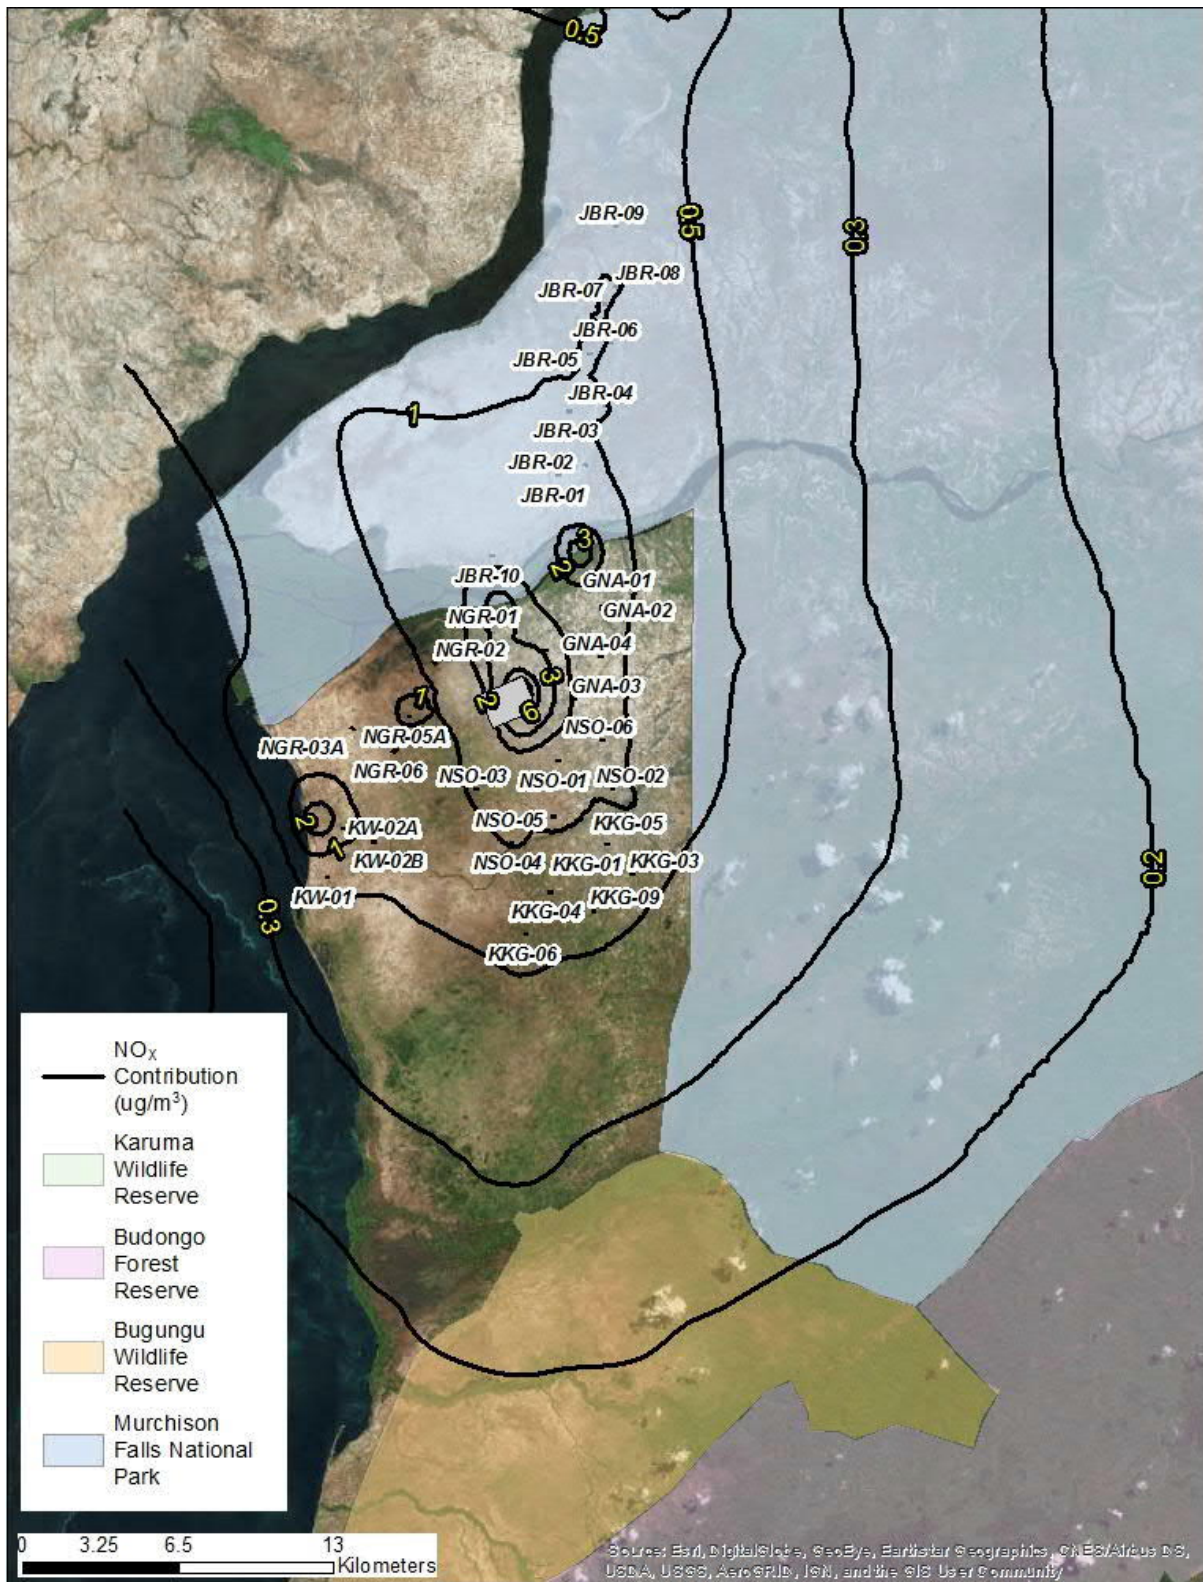 0.5
JBR-09
0.5
0.3
JBR-08
JBR-07
JBR-06
JBR-05
JBR-04
1
JBR-03
JBR-02
JBR-01
3
2
JBR-10
GNA-01
GNA-02
NGR-01
GNA-04
NGR-02
3
GNA-03
1
2
6
NSO-06
NGR-05A
NGR-03A
NGR-06
NSO-03
NSO-01
NSO-02
2
NSO-05
KKG-05
KW-02A
1
KW-02B
NSO-04
KKG-01
KKG-03
0.2
KW-01
KKG-09
0.3
KKG-04
KKG-06
NOX
Contribution
(ug/m³)
Karuma
Wildlife
Reserve
Budongo
Forest
Reserve
Bugungu
Wildlife
Reserve
Murchison
Falls National
Park
0 3.25 6.5 13
Kilometers
Source: Esri, DigitalGlobe, GeoEye, Earthstar Geographics, CNES/Airbus DS,
USDA, USGS, AeroGRID, IGN, and the GIS User Community